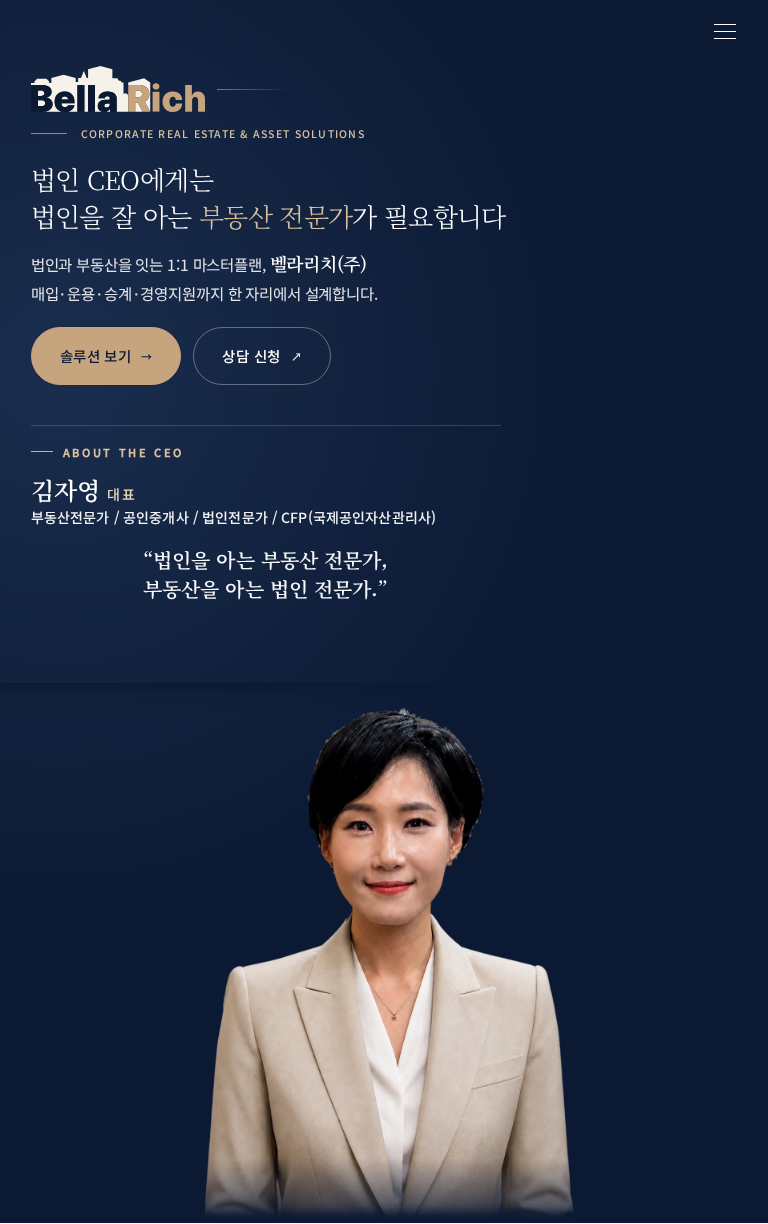 Bella Rich
CORPORATE REAL ESTATE & ASSET SOLUTIONS
법인 CEO에게는
법인을 잘 아는 부동산 전문가가 필요합니다
법인과 부동산을 잇는 1:1 마스터플랜, 벨라리치(주)
매입·운용·승계·경영지원까지 한 자리에서 설계합니다.
솔루션 보기 →
상담 신청 ↗
ABOUT THE CEO
김자영 대표
부동산전문가 / 공인중개사 / 법인전문가 / CFP(국제공인자산관리사)
“법인을 아는 부동산 전문가,
부동산을 아는 법인 전문가.”